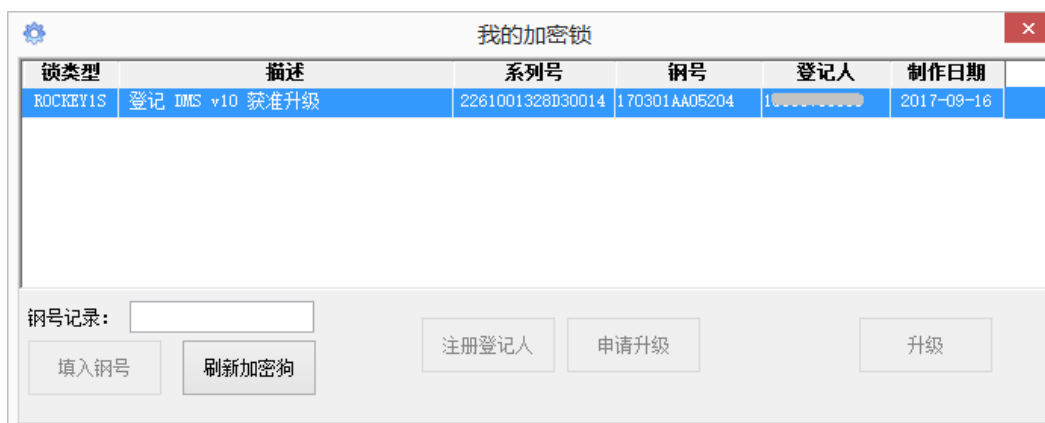 我的加密锁
锁类型 描述 系列号 钢号 登记人 制作日期
ROCKEY1S 登记 DMS v10 获准升级 2261001328D30014 170301AA05204 2017-09-16
钢号记录：
注册登记人 申请升级 升级
填入钢号 刷新加密狗